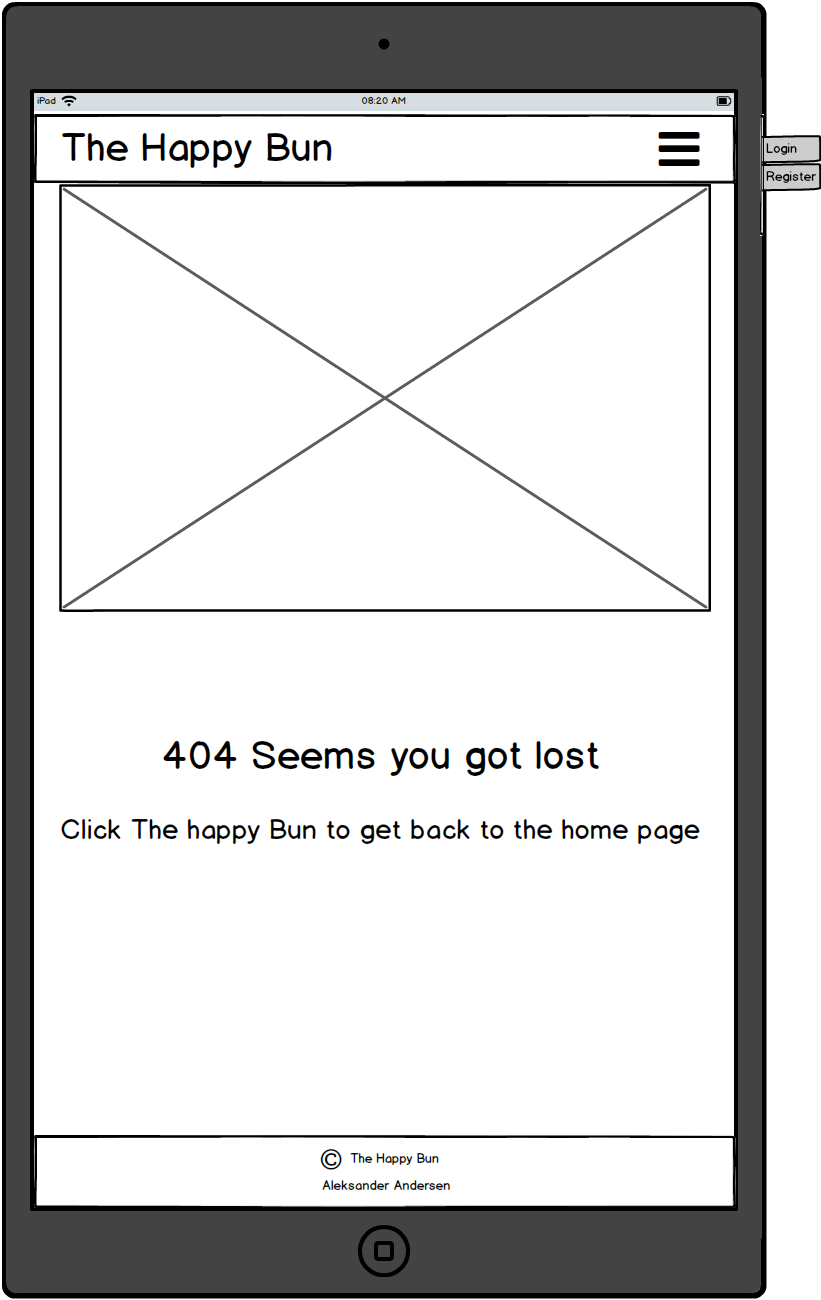 iPad 08:20 AM
The Happy Bun
Login
Register
404 Seems you got lost
Click The happy Bun to get back to the home page
© The Happy Bun
Aleksander Andersen